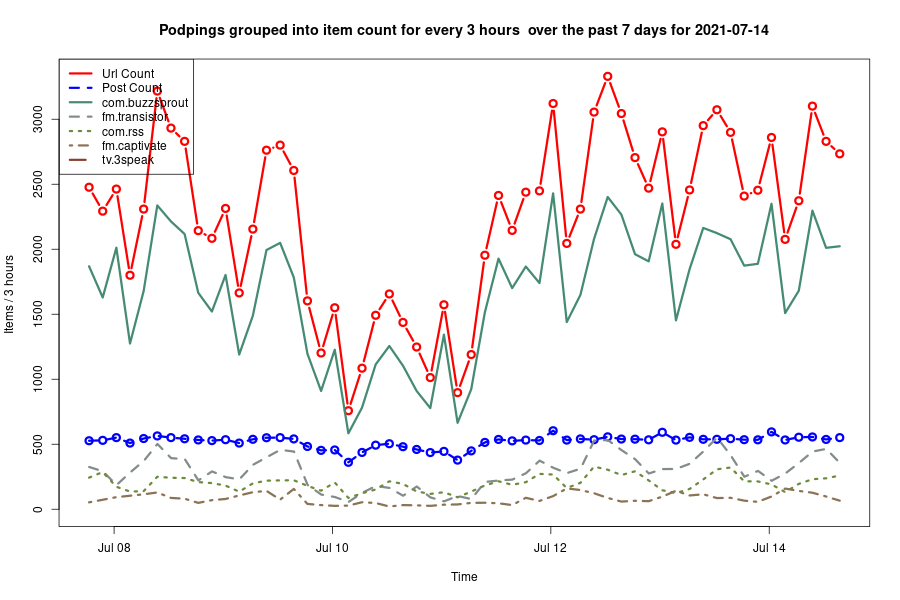 Podpings grouped into item count for every 3 hours  over the past 7 days for 2021-07-14
Url Count
Post Count
com.buzzsprout
fm.transistor
com.rss
fm.captivate
tv.3speak
Items / 3 hours
3000
2500
2000
1500
1000
500
0
Jul 08
Jul 10
Jul 12
Jul 14
Time